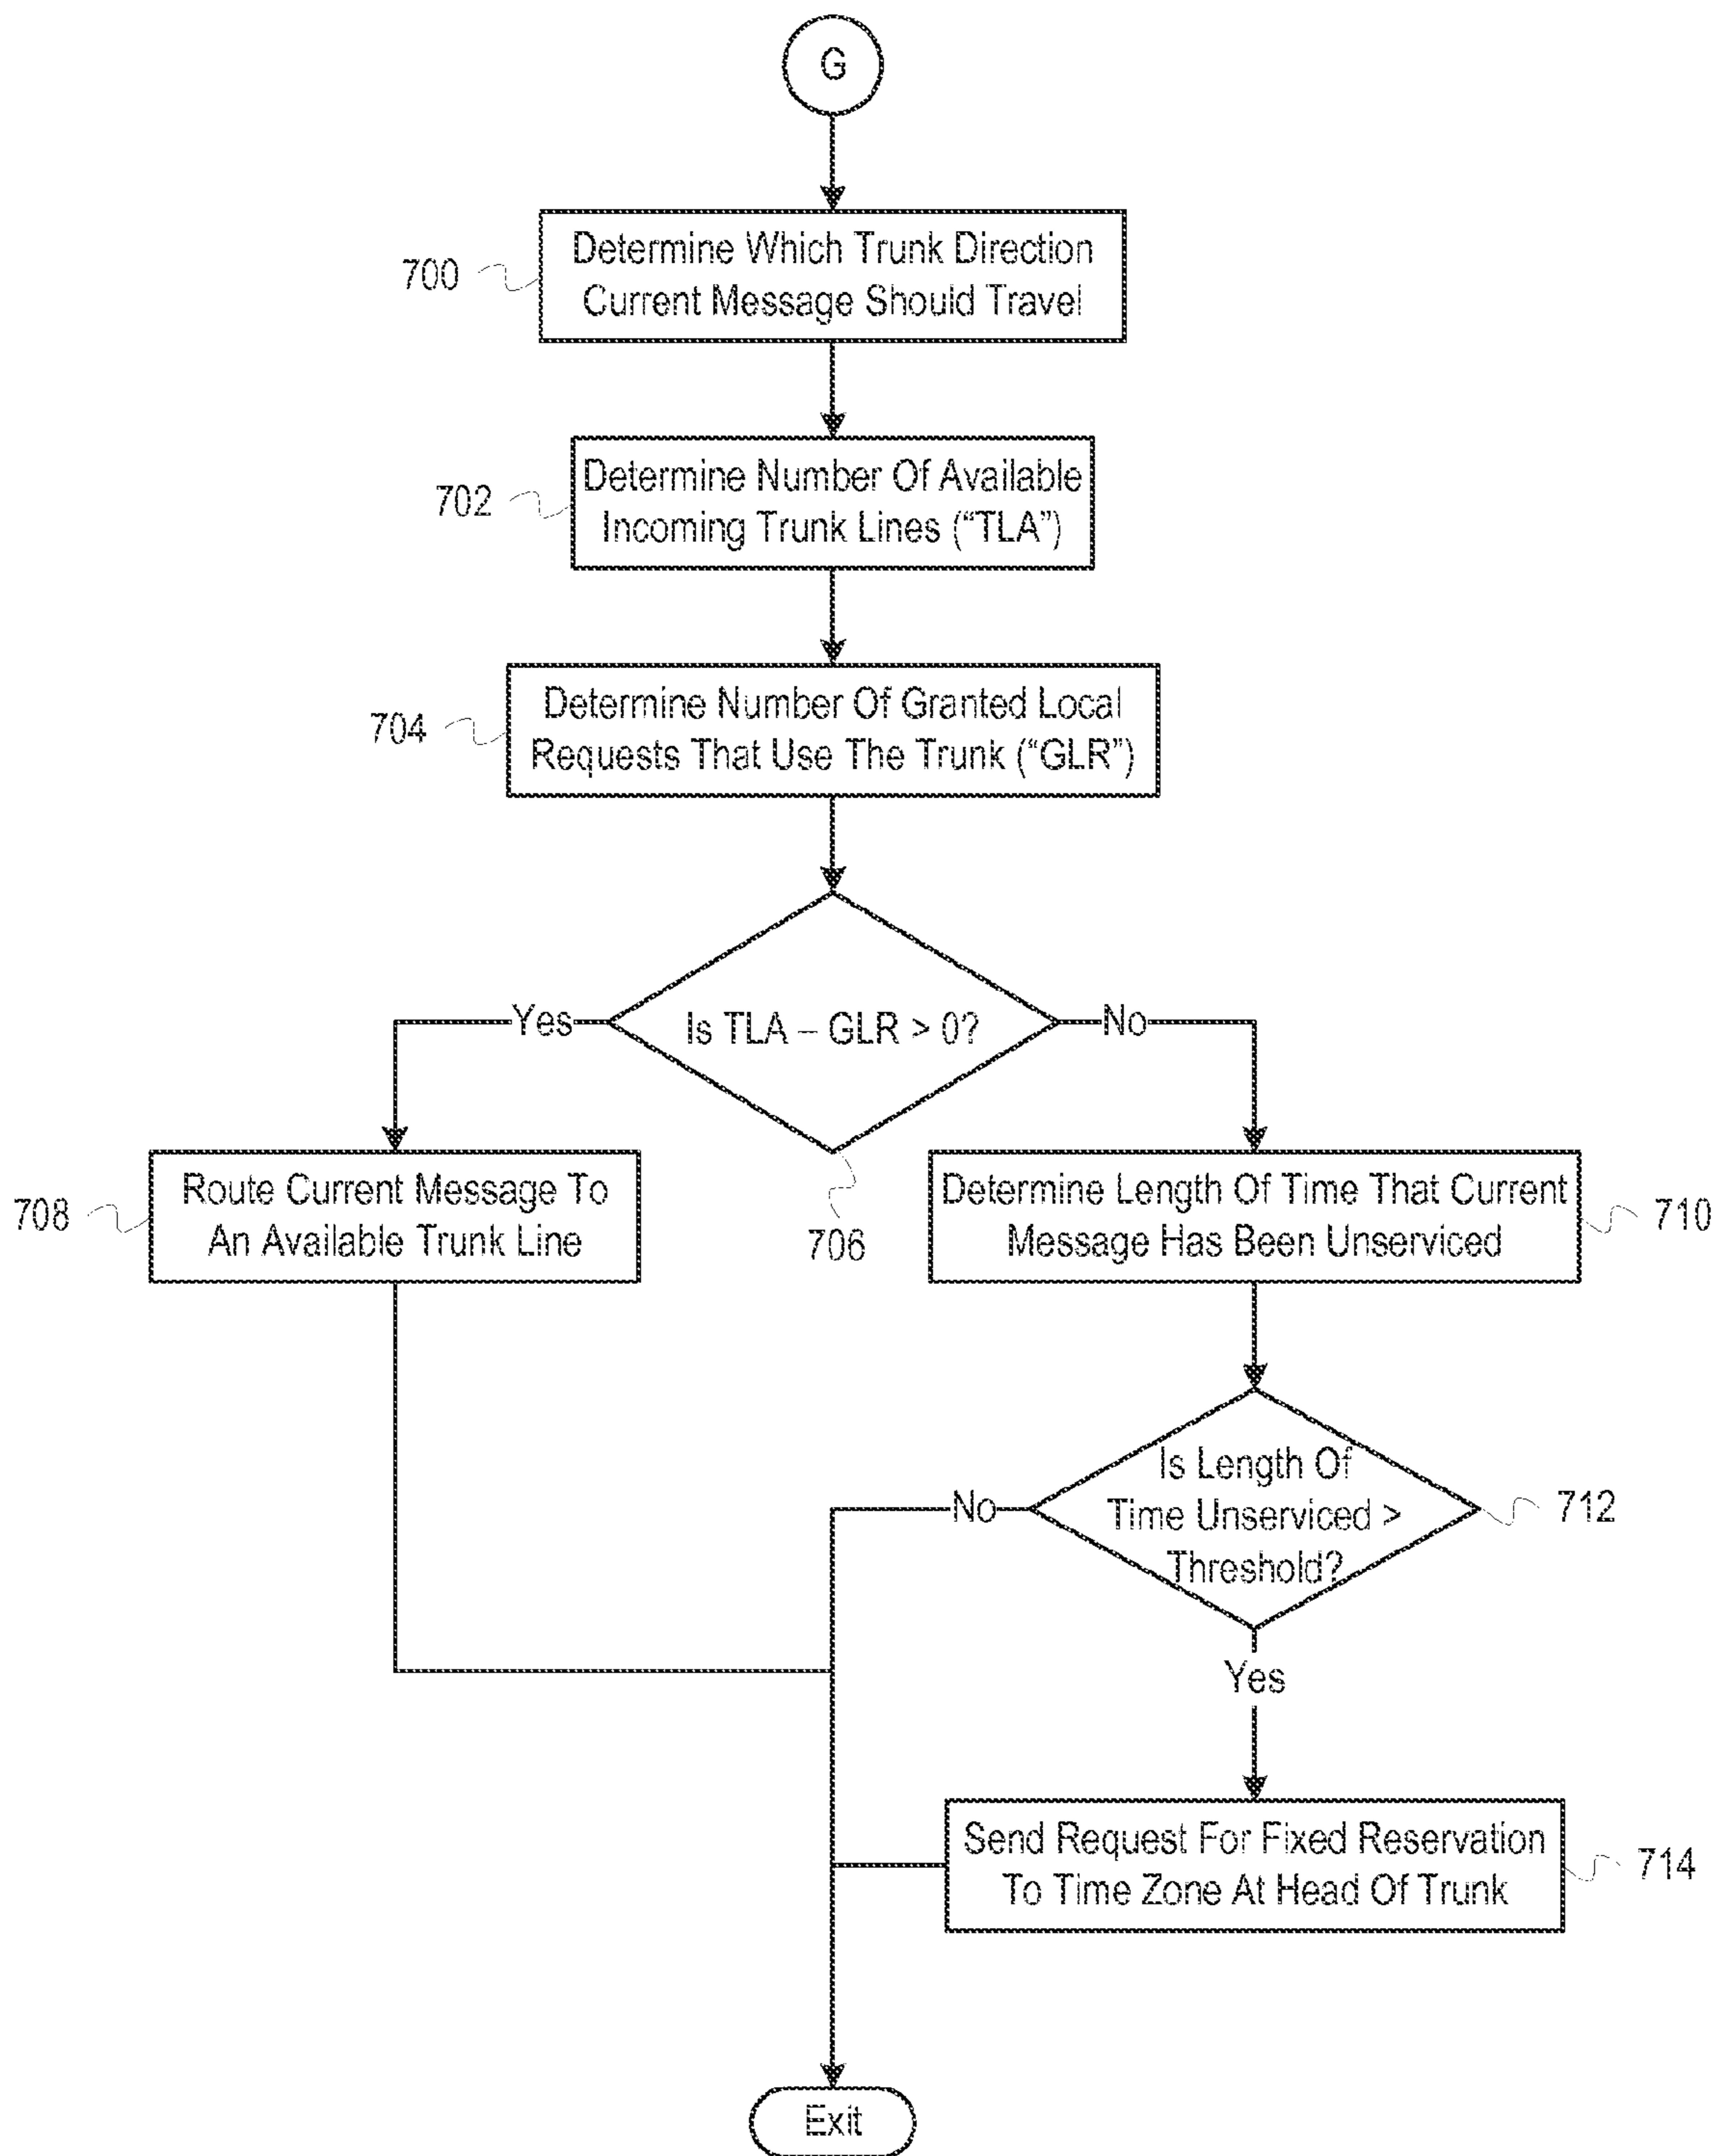 G
700
Determine Which Trunk Direction
Current Message Should Travel
702
Determine Number Of Available
Incoming Trunk Lines (“TLA”)
704
Determine Number Of Granted Local
Requests That Use The Trunk (“GLR”)
Yes
Is TLA – GLR > 0?
No
706
708
Route Current Message To
An Available Trunk Line
Determine Length Of Time That Current
Message Has Been Unserviced
710
No
Is Length Of
Time Unserviced >
Threshold?
712
Yes
Send Request For Fixed Reservation
To Time Zone At Head Of Trunk
714
Exit